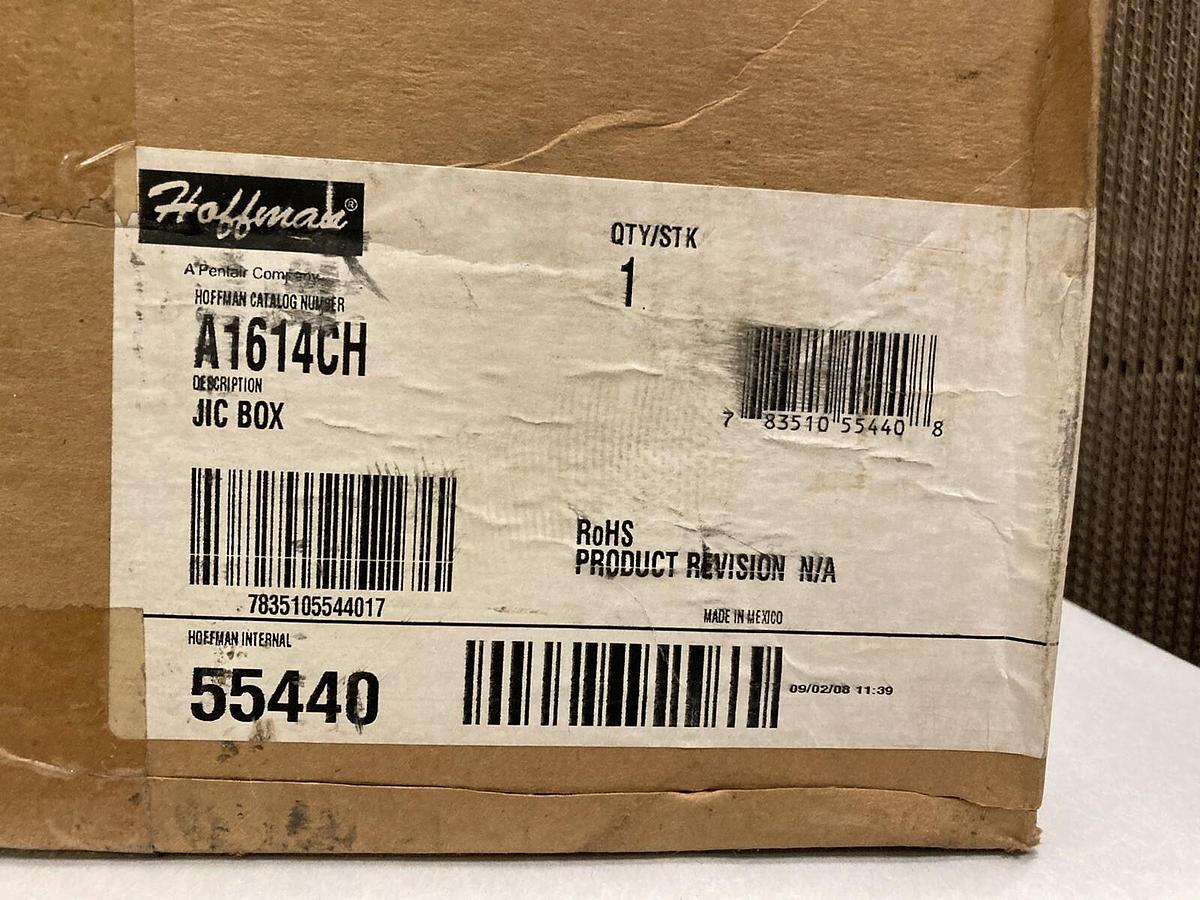 Hoffman®
A Pentair Company
HOFFMAN CATALOG NUMBER
A1614CH
DESCRIPTION
JIC BOX
QTY/STK
1
7 83510 55440 8
7835105544017
RoHS
PRODUCT REVISION N/A
MADE IN MEXICO
HOFFMAN INTERNAL
55440
09/02/08 11:39